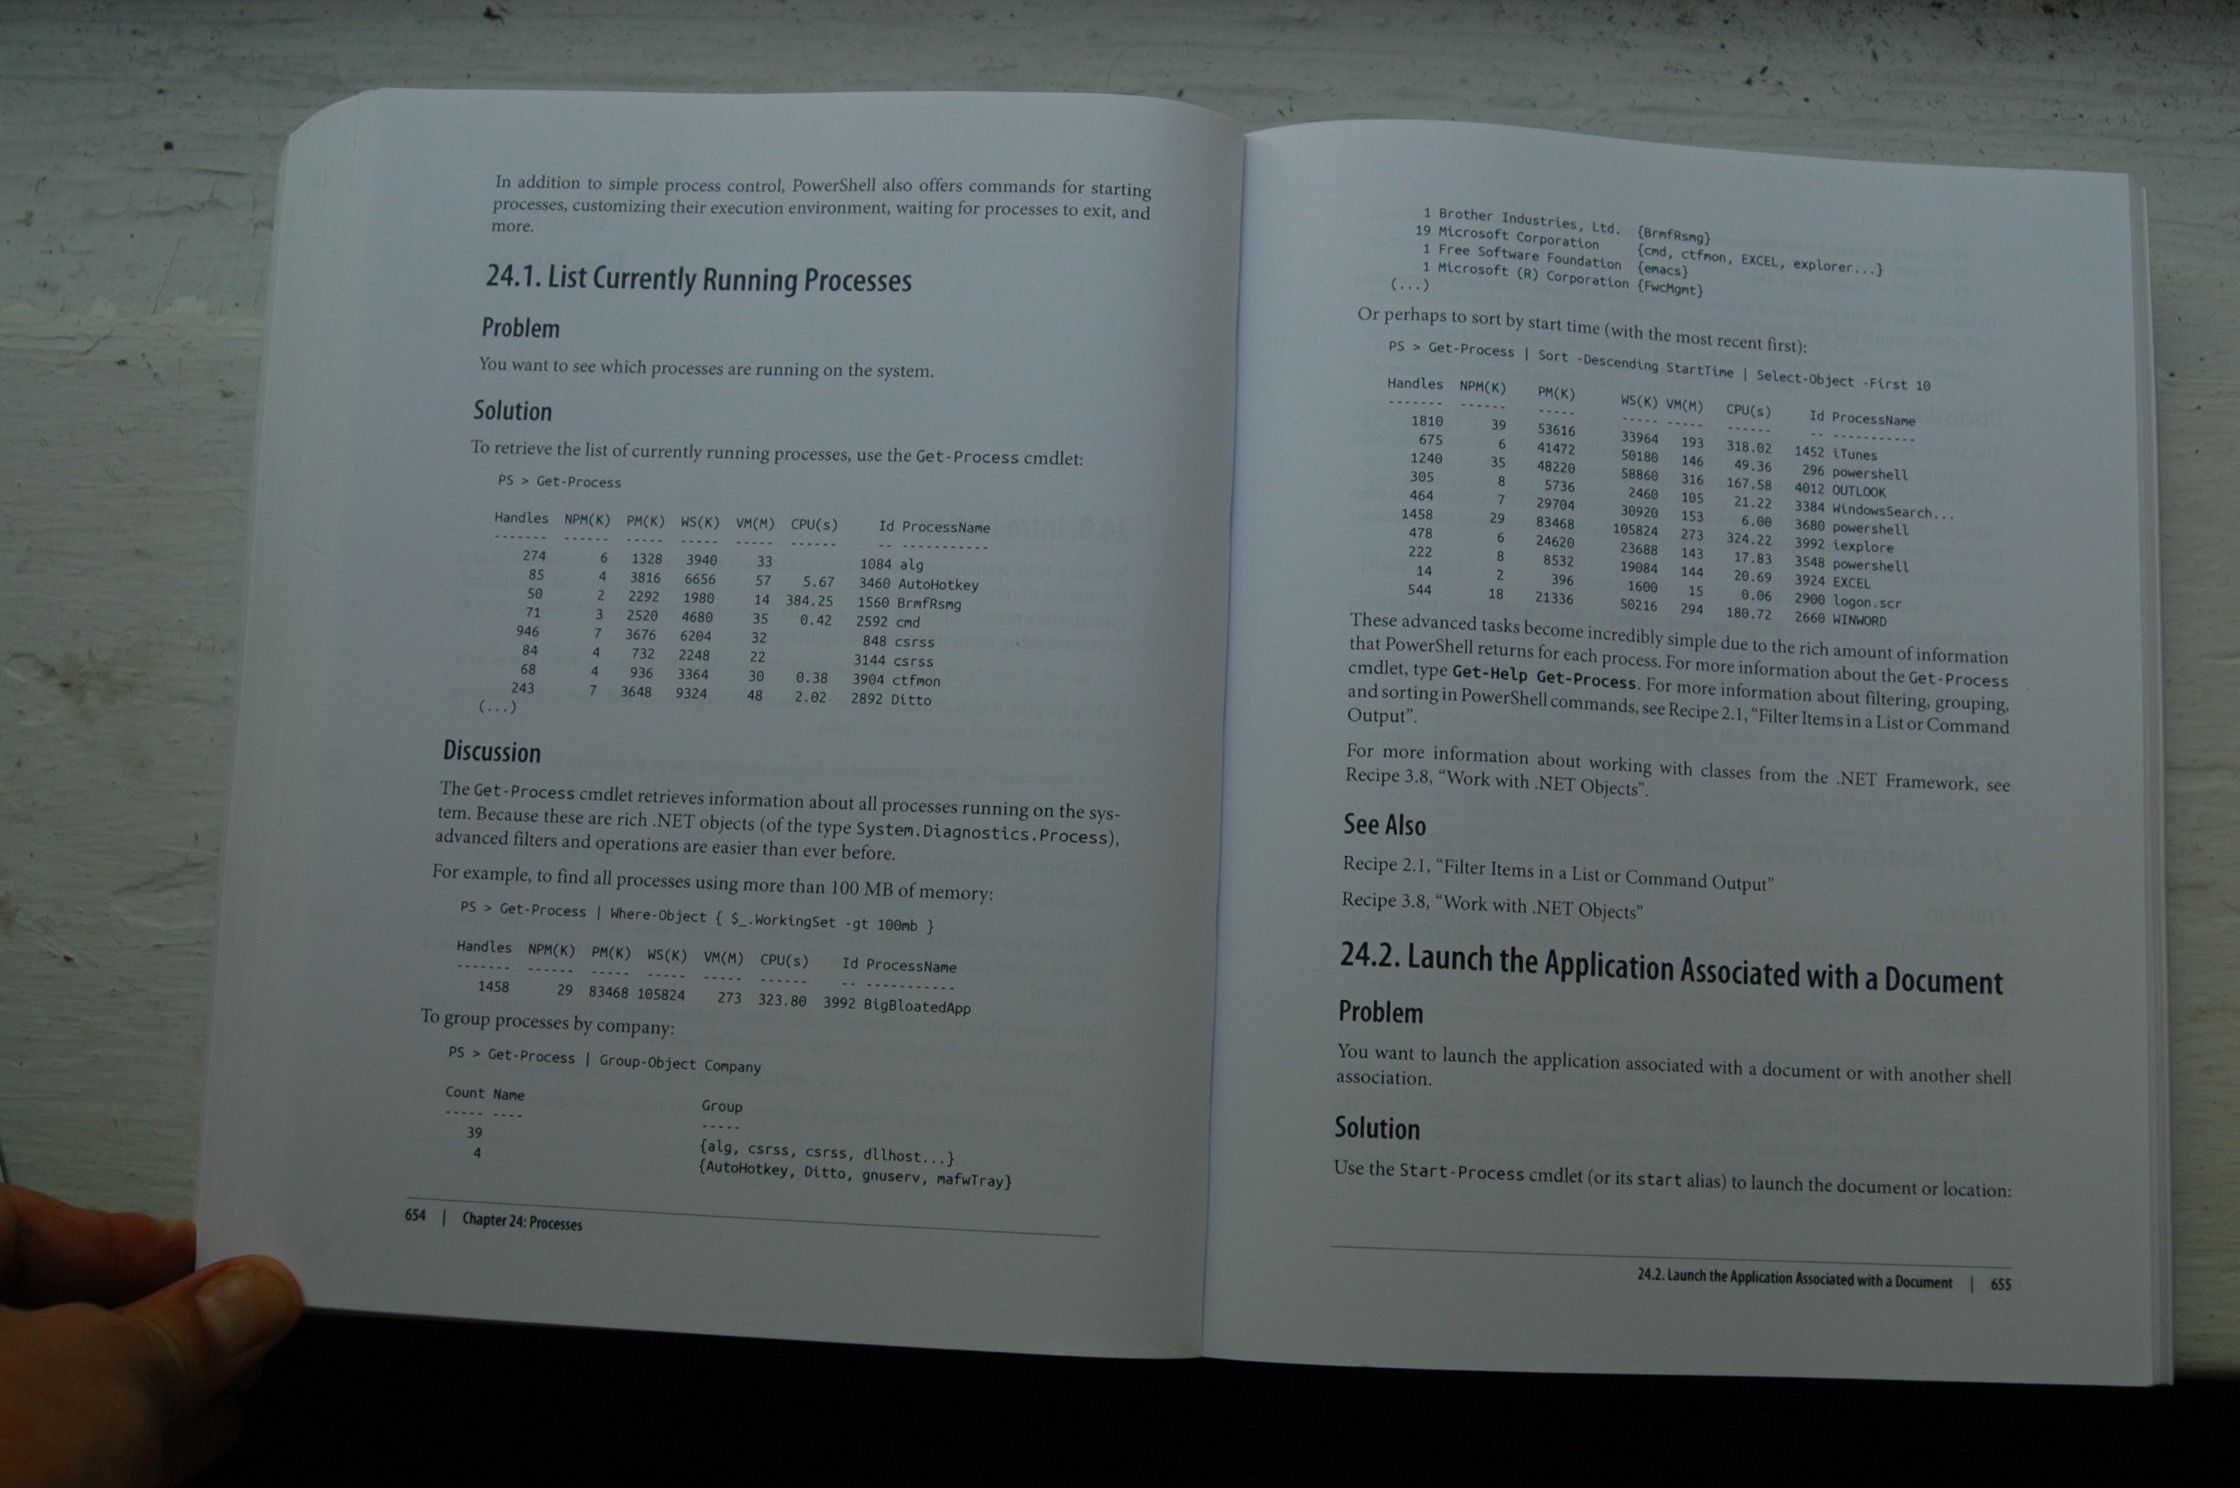 In addition to simple process control, PowerShell also offers commands for starting
processes, customizing their execution environment, waiting for processes to exit, and
more.
24.1. List Currently Running Processes
Problem
You want to see which processes are running on the system.
Solution
To retrieve the list of currently running processes, use the Get-Process cmdlet:
PS > Get-Process
Handles NPM(K) PM(K) WS(K) VM(M) CPU(s) Id ProcessName
------- ------ ----- ----- ----- ------ -- -----------
274 6 1328 3940 33 1084 alg
85 4 3816 6656 57 5.67 3460 AutoHotkey
50 2 2292 1980 14 384.25 1560 BrmfRsmg
71 3 2520 4680 35 0.42 2592 cmd
946 7 3676 6204 32 848 csrss
84 4 732 2248 22 3144 csrss
68 4 936 3364 30 0.38 3904 ctfmon
243 7 3648 9324 48 2.02 2892 Ditto
(...)
Discussion
The Get-Process cmdlet retrieves information about all processes running on the sys-
tem. Because these are rich .NET objects (of the type System.Diagnostics.Process),
advanced filters and operations are easier than ever before.
For example, to find all processes using more than 100 MB of memory:
PS > Get-Process | Where-Object { $_.WorkingSet -gt 100mb }
Handles NPM(K) PM(K) WS(K) VM(M) CPU(s) Id ProcessName
------- ------ ----- ----- ----- ------ -- -----------
1458 29 83468 105824 273 323.80 3992 BigBloatedApp
To group processes by company:
PS > Get-Process | Group-Object Company
Count Name Group
----- ---- -----
39 {alg, csrss, csrss, dllhost...}
4 {AutoHotkey, Ditto, gnuserv, mafwTray}
654 | Chapter 24: Processes
1 Brother Industries, Ltd. {BrmfRsmg}
19 Microsoft Corporation {cmd, ctfmon, EXCEL, explorer...}
1 Free Software Foundation {emacs}
1 Microsoft (R) Corporation {FwcMgmt}
(...)
Or perhaps to sort by start time (with the most recent first):
PS > Get-Process | Sort -Descending StartTime | Select-Object -First 10
Handles NPM(K) PM(K) WS(K) VM(M) CPU(s) Id ProcessName
------- ------ ----- ----- ----- ------ -- -----------
1810 39 53616 33964 193 318.02 1452 iTunes
675 6 41472 50180 146 49.36 296 powershell
1240 35 48220 58860 316 167.58 4012 OUTLOOK
305 8 5736 2460 105 21.22 3384 WindowsSearch...
464 7 29704 30920 153 6.00 3680 powershell
1458 29 83468 105824 273 324.22 3992 iexplore
478 6 24620 23688 143 17.83 3548 powershell
222 8 8532 19084 144 20.69 3924 EXCEL
14 2 396 1600 15 0.06 2900 logon.scr
544 18 21336 50216 294 180.72 2660 WINWORD
These advanced tasks become incredibly simple due to the rich amount of information
that PowerShell returns for each process. For more information about the Get-Process
cmdlet, type Get-Help Get-Process. For more information about filtering, grouping,
and sorting in PowerShell commands, see Recipe 2.1, “Filter Items in a List or Command
Output”.
For more information about working with classes from the .NET Framework, see
Recipe 3.8, “Work with .NET Objects”.
See Also
Recipe 2.1, “Filter Items in a List or Command Output”
Recipe 3.8, “Work with .NET Objects”
24.2. Launch the Application Associated with a Document
Problem
You want to launch the application associated with a document or with another shell
association.
Solution
Use the Start-Process cmdlet (or its start alias) to launch the document or location:
24.2. Launch the Application Associated with a Document | 655